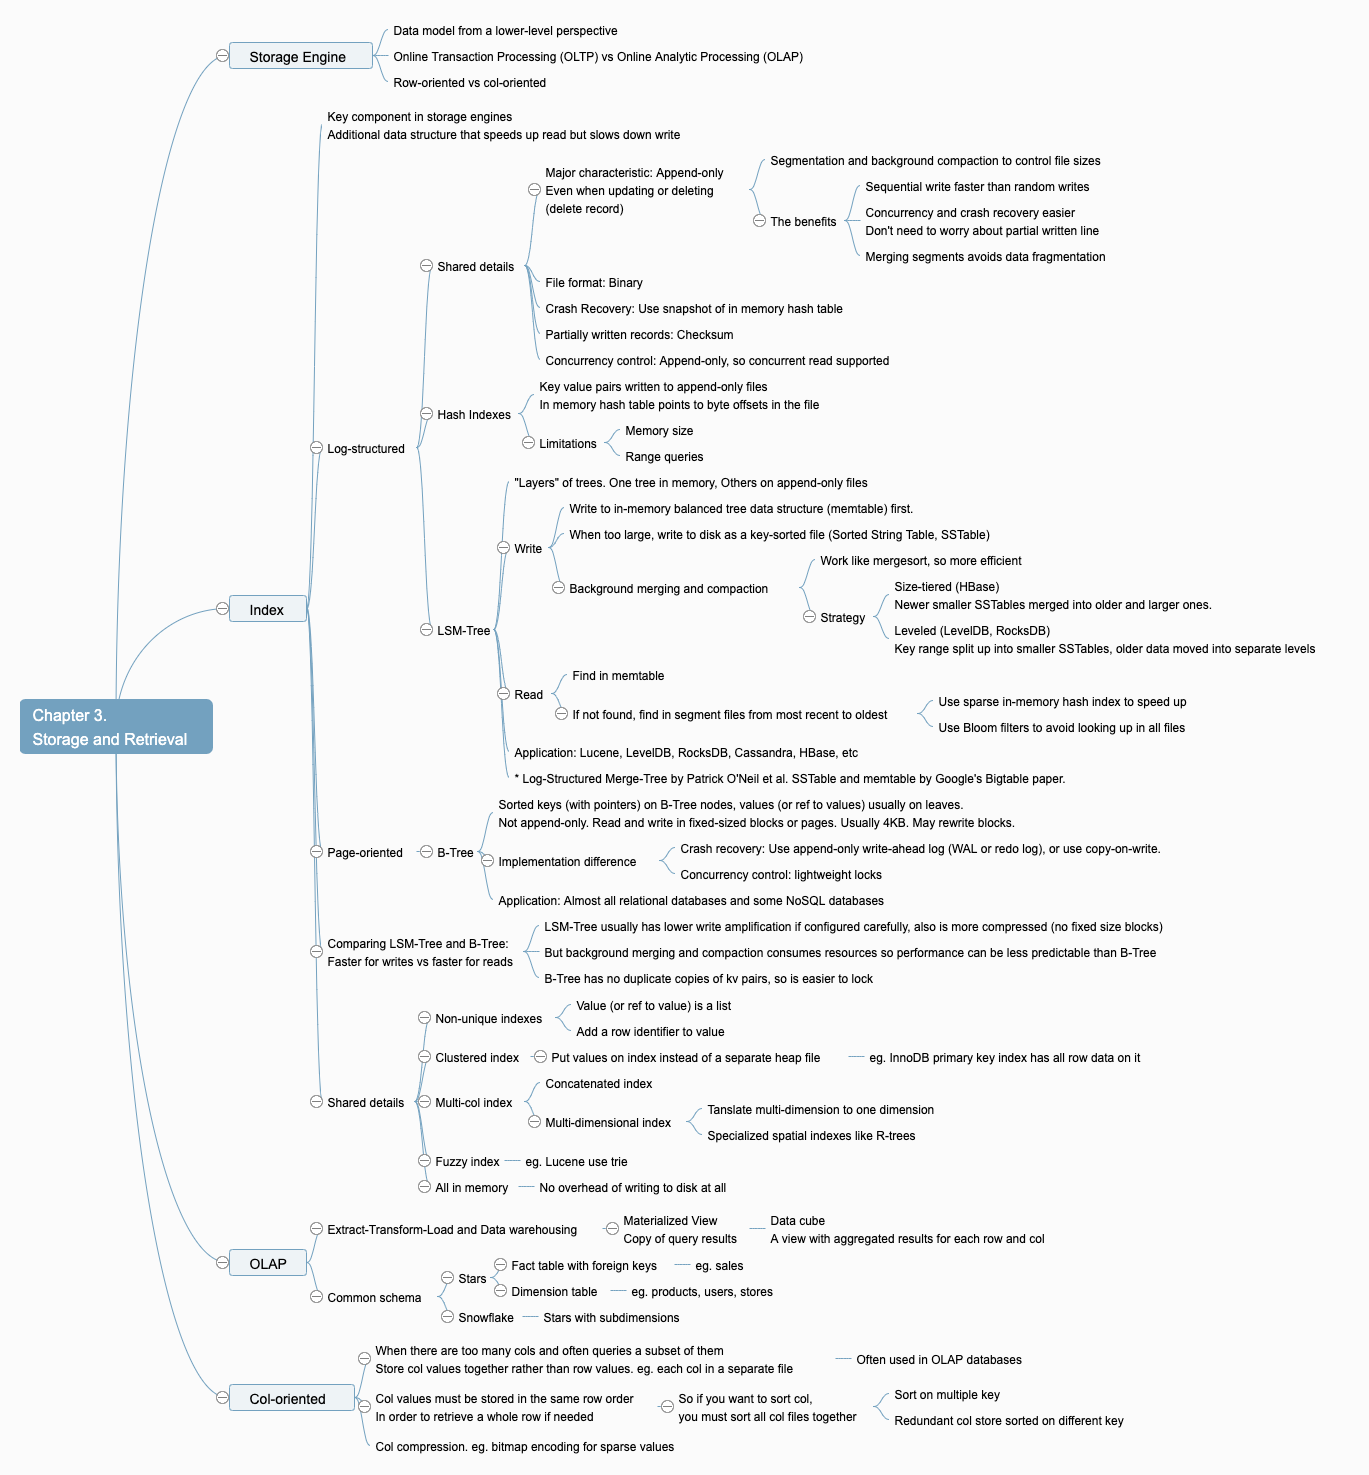 Chapter 3.
Storage and Retrieval
Storage Engine
Data model from a lower-level perspective
Online Transaction Processing (OLTP) vs Online Analytic Processing (OLAP)
Row-oriented vs col-oriented
Index
Key component in storage engines
Additional data structure that speeds up read but slows down write
Log-structured
Shared details
Major characteristic: Append-only
Even when updating or deleting
(delete record)
Segmentation and background compaction to control file sizes
The benefits
Sequential write faster than random writes
Concurrency and crash recovery easier
Don't need to worry about partial written line
Merging segments avoids data fragmentation
File format: Binary
Crash Recovery: Use snapshot of in memory hash table
Partially written records: Checksum
Concurrency control: Append-only, so concurrent read supported
Hash Indexes
Key value pairs written to append-only files
In memory hash table points to byte offsets in the file
Limitations
Memory size
Range queries
LSM-Tree
"Layers" of trees. One tree in memory, Others on append-only files
Write
Write to in-memory balanced tree data structure (memtable) first.
When too large, write to disk as a key-sorted file (Sorted String Table, SSTable)
Background merging and compaction
Work like mergesort, so more efficient
Strategy
Size-tiered (HBase)
Newer smaller SSTables merged into older and larger ones.
Leveled (LevelDB, RocksDB)
Key range split up into smaller SSTables, older data moved into separate levels
Read
Find in memtable
If not found, find in segment files from most recent to oldest
Use sparse in-memory hash index to speed up
Use Bloom filters to avoid looking up in all files
Application: Lucene, LevelDB, RocksDB, Cassandra, HBase, etc
* Log-Structured Merge-Tree by Patrick O'Neil et al. SSTable and memtable by Google's Bigtable paper.
Page-oriented
B-Tree
Sorted keys (with pointers) on B-Tree nodes, values (or ref to values) usually on leaves.
Not append-only. Read and write in fixed-sized blocks or pages. Usually 4KB. May rewrite blocks.
Implementation difference
Crash recovery: Use append-only write-ahead log (WAL or redo log), or use copy-on-write.
Concurrency control: lightweight locks
Application: Almost all relational databases and some NoSQL databases
Comparing LSM-Tree and B-Tree:
Faster for writes vs faster for reads
LSM-Tree usually has lower write amplification if configured carefully, also is more compressed (no fixed size blocks)
But background merging and compaction consumes resources so performance can be less predictable than B-Tree
B-Tree has no duplicate copies of kv pairs, so is easier to lock
Shared details
Non-unique indexes
Value (or ref to value) is a list
Add a row identifier to value
Clustered index
Put values on index instead of a separate heap file
eg. InnoDB primary key index has all row data on it
Multi-col index
Concatenated index
Multi-dimensional index
Tanslate multi-dimension to one dimension
Specialized spatial indexes like R-trees
Fuzzy index
eg. Lucene use trie
All in memory
No overhead of writing to disk at all
OLAP
Extract-Transform-Load and Data warehousing
Materialized View
Copy of query results
Data cube
A view with aggregated results for each row and col
Common schema
Stars
Fact table with foreign keys
eg. sales
Dimension table
eg. products, users, stores
Snowflake
Stars with subdimensions
Col-oriented
When there are too many cols and often queries a subset of them
Store col values together rather than row values. eg. each col in a separate file
Often used in OLAP databases
Col values must be stored in the same row order
In order to retrieve a whole row if needed
So if you want to sort col,
you must sort all col files together
Sort on multiple key
Redundant col store sorted on different key
Col compression. eg. bitmap encoding for sparse values